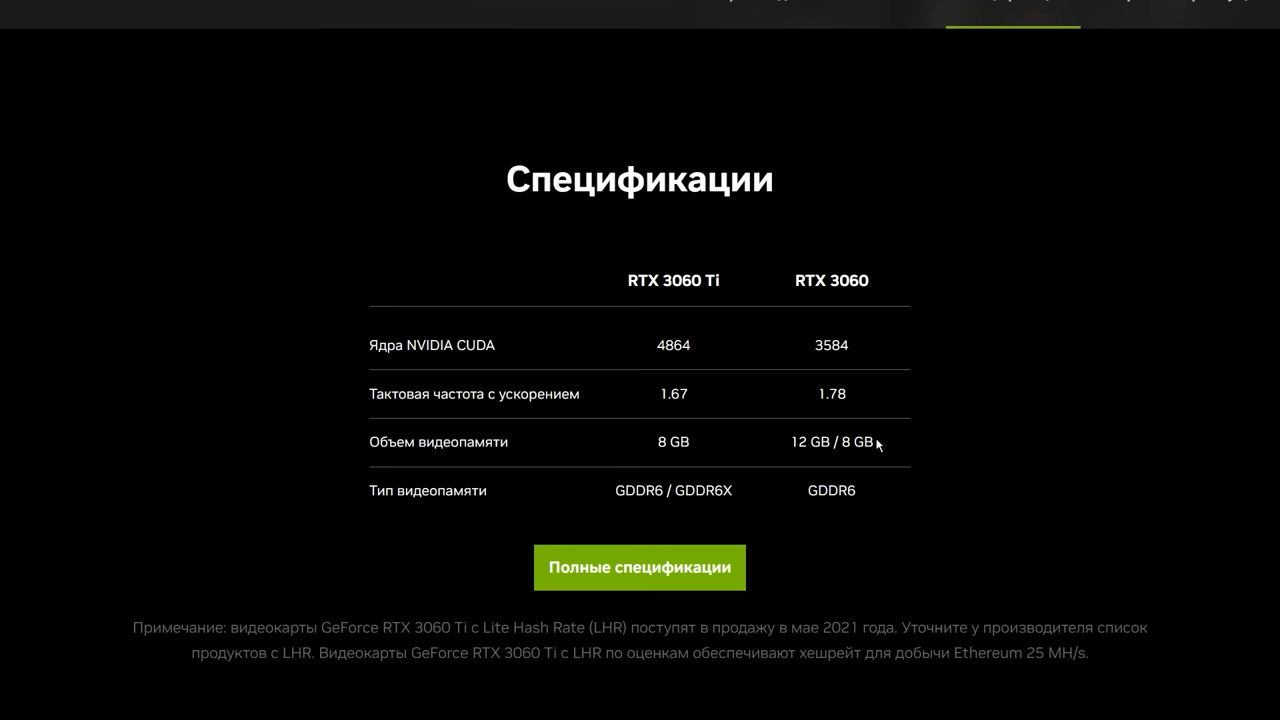 Спецификации
RTX 3060 Ti RTX 3060
Ядра NVIDIA CUDA 4864 3584
Тактовая частота с ускорением 1.67 1.78
Объем видеопамяти 8 GB 12 GB / 8 GB
Тип видеопамяти GDDR6 / GDDR6X GDDR6
Полные спецификации
Примечание: видеокарты GeForce RTX 3060 Ti с Lite Hash Rate (LHR) поступят в продажу в мае 2021 года. Уточните у производителя список
продуктов с LHR. Видеокарты GeForce RTX 3060 Ti с LHR по оценкам обеспечивают хешрейт для добычи Ethereum 25 MH/s.